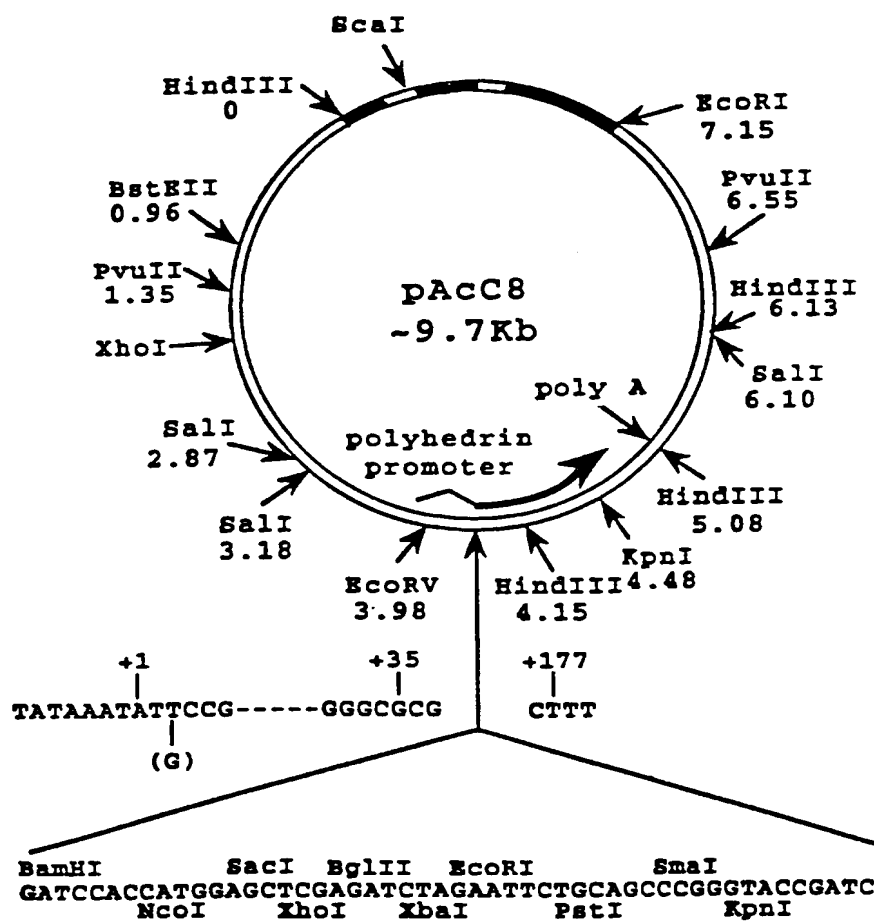 ScaI
HindIII
0
EcoRI
7.15
BstEII
0.96
PvuII
6.55
PvuII
1.35
pAcC8
~9.7Kb
HindIII
6.13
XhoI
SalI
6.10
poly A
SalI
2.87
polyhedrin
promoter
HindIII
5.08
SalI
3.18
KpnI
4.48
EcoRV
3.98
HindIII
4.15
+1 +35 +177
TATAAATATTCCG-----GGGCGCG CTTT
(G)
BamHI SacI BglII EcoRI SmaI
GATCCACCATGGAGCTCGAGATCTAGAATTCTGCAGCCCGGGTACCGATC
NcoI XhoI XbaI PstI KpnI